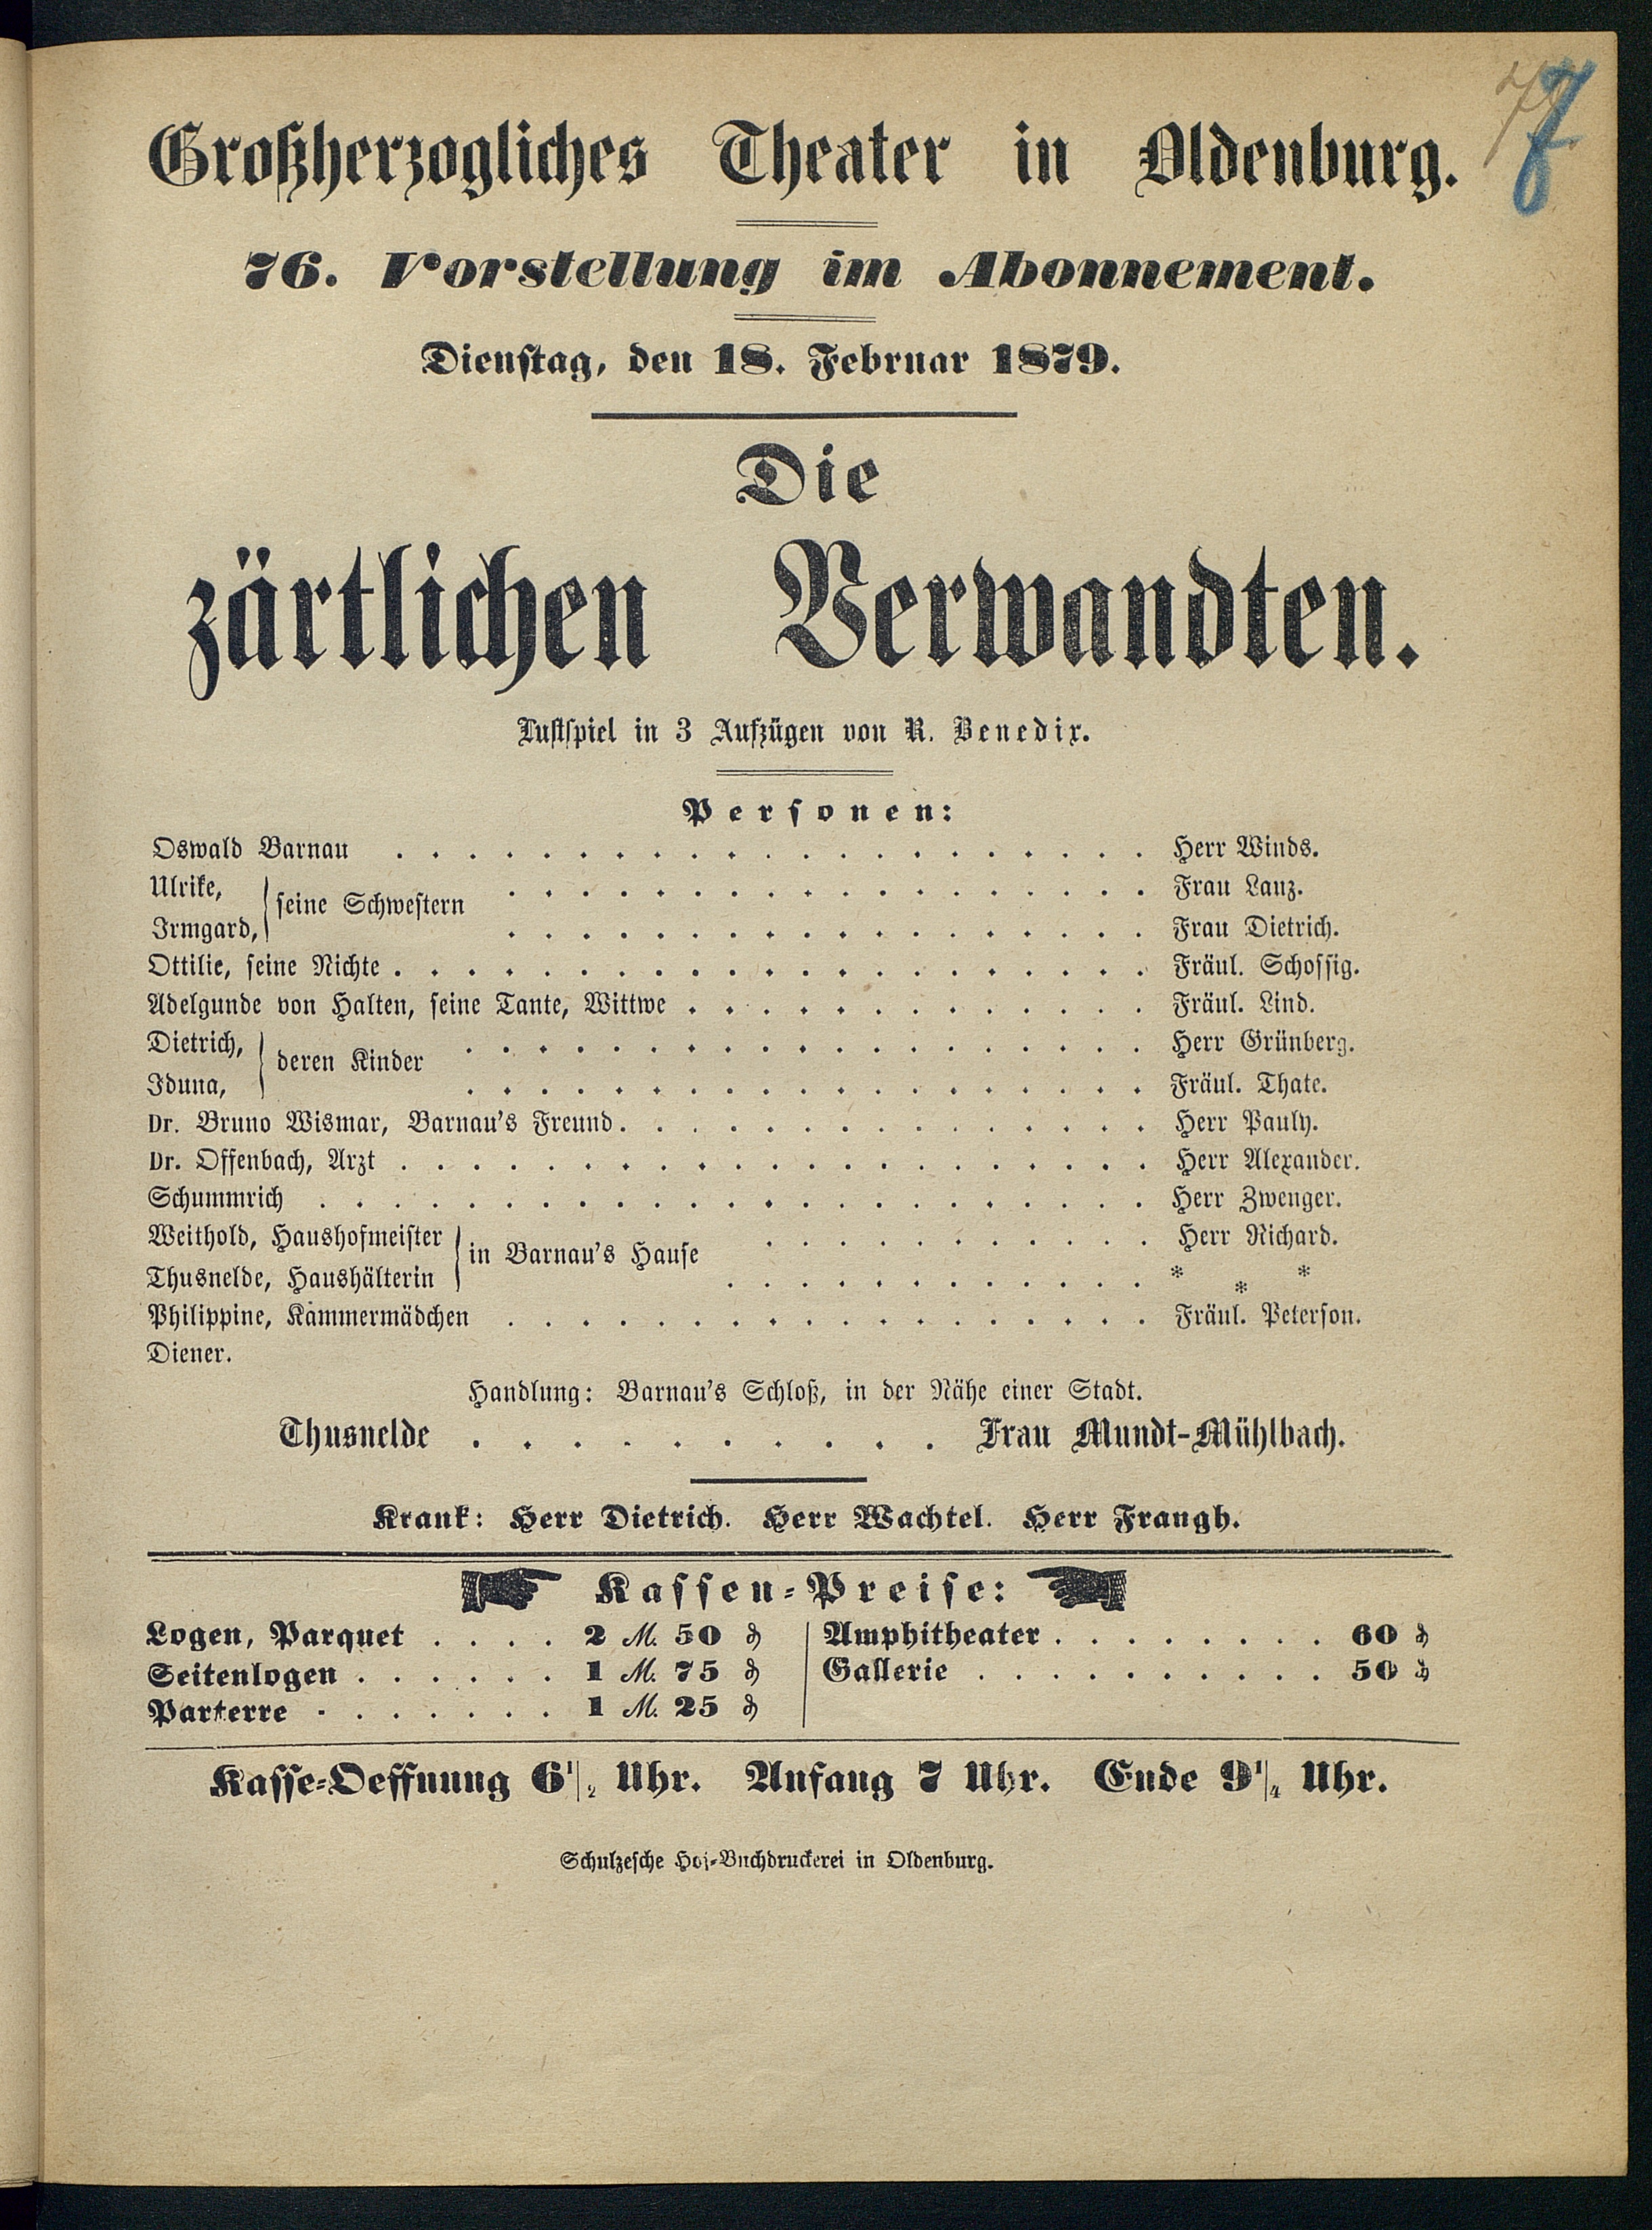 77
Großherzogliches Theater in Oldenburg.
76. Vorstellung im Abonnement.
Dienstag, den 18. Februar 1879.
Die
zärtlichen Verwandten.
Lustspiel in 3 Aufzügen von R. Benedix.
Personen:
Oswald Barnau . . . . . . . . . . . . Herr Winds.
Ulrike, . . . . . . . . . . . . Frau Lanz.
seine Schwestern
Irmgard, . . . . . . . . . . . . Frau Dietrich.
Ottilie, seine Nichte . . . . . . . . . . . . Fräul. Schossig.
Adelgunde von Halten, seine Tante, Wittwe . . . . . . . . . . . . Fräul. Lind.
Dietrich, . . . . . . . . . . . . Herr Grünberg.
deren Kinder
Iduna, . . . . . . . . . . . . Fräul. Thate.
Dr. Bruno Wismar, Barnau's Freund . . . . . . . . . . . . Herr Pauly.
Dr. Offenbach, Arzt . . . . . . . . . . . . Herr Alexander.
Schummrich . . . . . . . . . . . . Herr Zwenger.
Weithold, Haushofmeister . . . . . . . . . . . . Herr Richard.
in Barnau's Hause
Thusnelde, Haushälterin . . . . . . . . . . . . * * *
Philippine, Kammermädchen . . . . . . . . . . . . Fräul. Peterson.
Diener.
Handlung: Barnau's Schloß, in der Nähe einer Stadt.
Thusnelde . . . . . . . . . . Frau Mundt-Mühlbach.
Krank: Herr Dietrich. Herr Wachtel. Herr Frangh.
Kassen-Preise:
Logen, Parquet . . . . 2 M. 50 ₰
Seitenlogen . . . . . . 1 M. 75 ₰
Parterre . . . . . . . 1 M. 25 ₰
Amphitheater . . . . . . . . 60 ₰
Gallerie . . . . . . . . . . 50 ₰
Kasse-Oeffnung 6 1/2 Uhr. Anfang 7 Uhr. Ende 9 1/4 Uhr.
Schulzesche Hof-Buchdruckerei in Oldenburg.